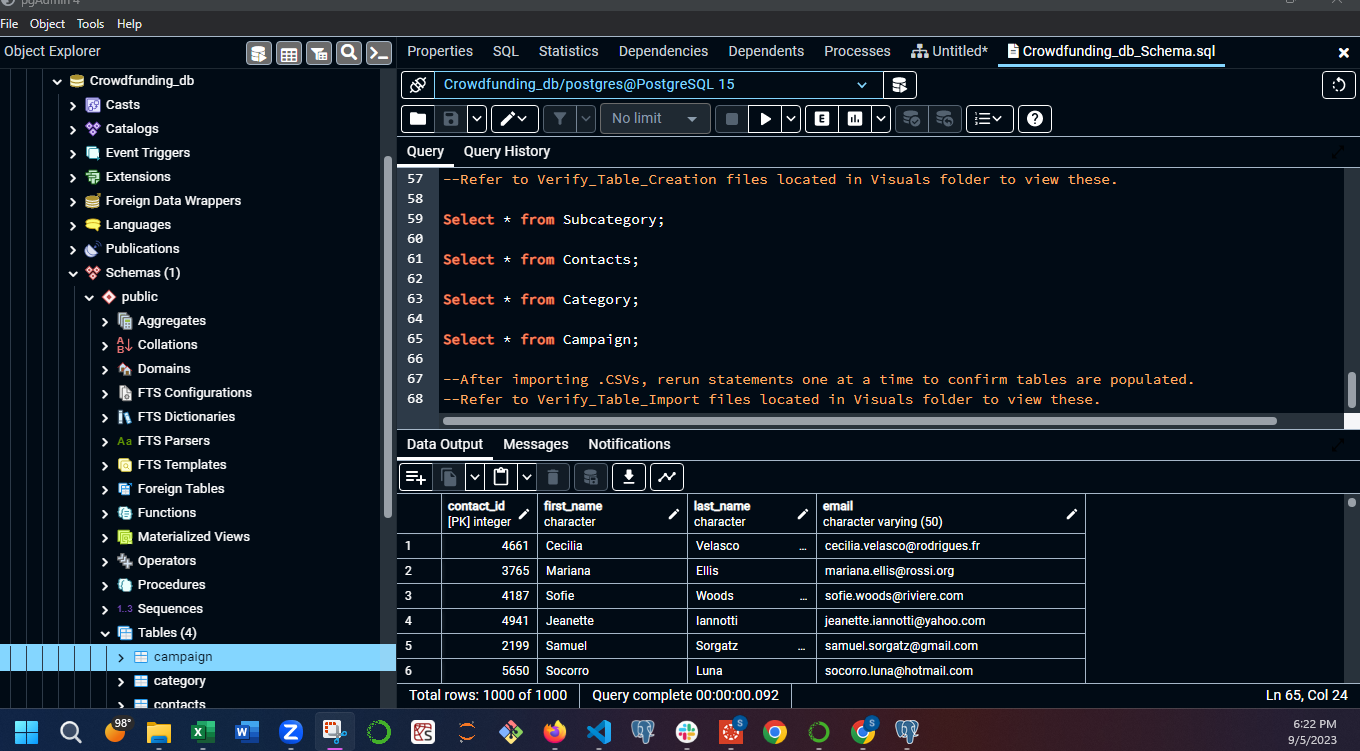 pgAdmin 4
File Object Tools Help
Object Explorer
Properties SQL Statistics Dependencies Dependents Processes Untitled* Crowdfunding_db_Schema.sql
Crowdfunding_db
Casts
Catalogs
Event Triggers
Extensions
Foreign Data Wrappers
Languages
Publications
Schemas (1)
public
Aggregates
Collations
Domains
FTS Configurations
FTS Dictionaries
Aa FTS Parsers
FTS Templates
Foreign Tables
Functions
Materialized Views
Operators
Procedures
1..3 Sequences
Tables (4)
campaign
category
contacts
Crowdfunding_db/postgres@PostgreSQL 15
No limit E
Query Query History
57 --Refer to Verify_Table_Creation files located in Visuals folder to view these.
58
59 Select * from Subcategory;
60
61 Select * from Contacts;
62
63 Select * from Category;
64
65 Select * from Campaign;
66
67 --After importing .CSVs, rerun statements one at a time to confirm tables are populated.
68 --Refer to Verify_Table_Import files located in Visuals folder to view these.
Data Output Messages Notifications
contact_id first_name last_name email
[PK] integer character character character varying (50)
1 4661 Cecilia Velasco ... cecilia.velasco@rodrigues.fr
2 3765 Mariana Ellis mariana.ellis@rossi.org
3 4187 Sofie Woods ... sofie.woods@riviere.com
4 4941 Jeanette Iannotti jeanette.iannotti@yahoo.com
5 2199 Samuel Sorgatz ... samuel.sorgatz@gmail.com
6 5650 Socorro Luna socorro.luna@hotmail.com
Total rows: 1000 of 1000 Query complete 00:00:00.092 Ln 65, Col 24
98°
6:22 PM
9/5/2023